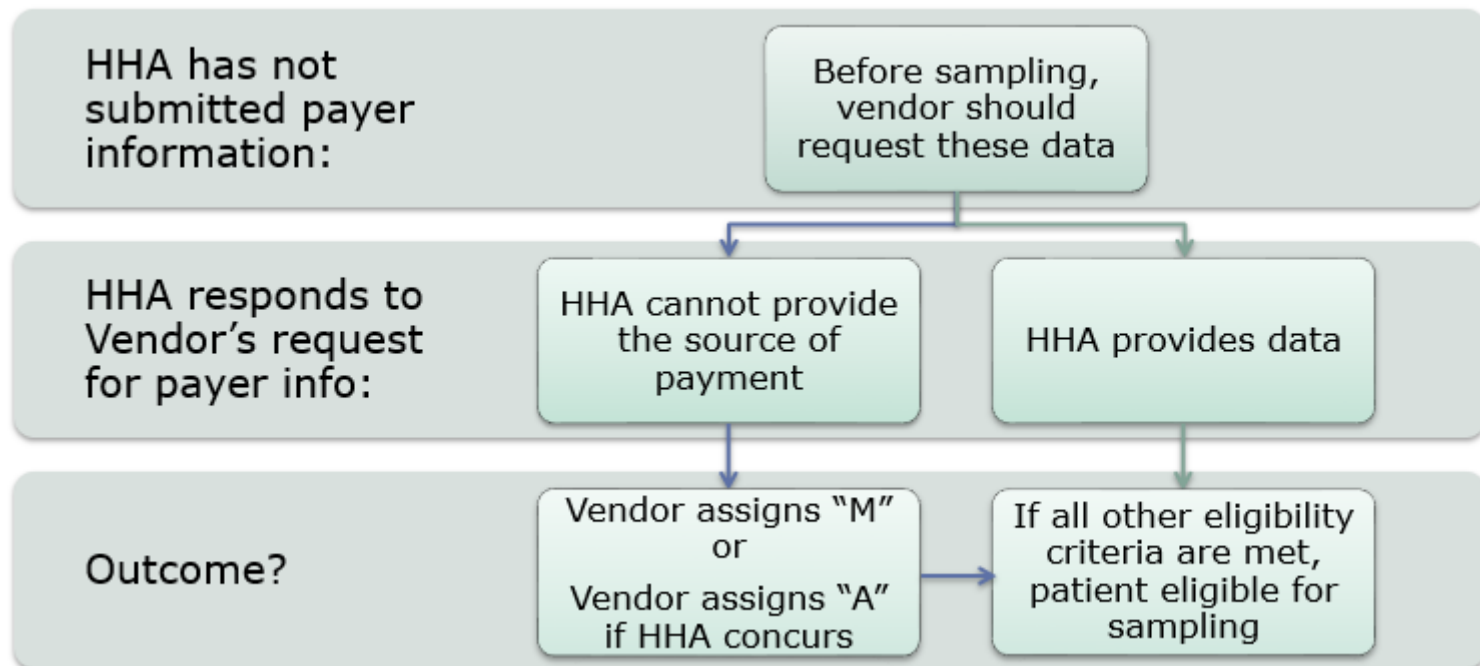 HHA has not
submitted payer
information:
Before sampling,
vendor should
request these data
HHA responds to
Vendor’s request
for payer info:
HHA cannot provide
the source of
payment
HHA provides data
Outcome?
Vendor assigns “M”
or
Vendor assigns “A”
if HHA concurs
If all other eligibility
criteria are met,
patient eligible for
sampling